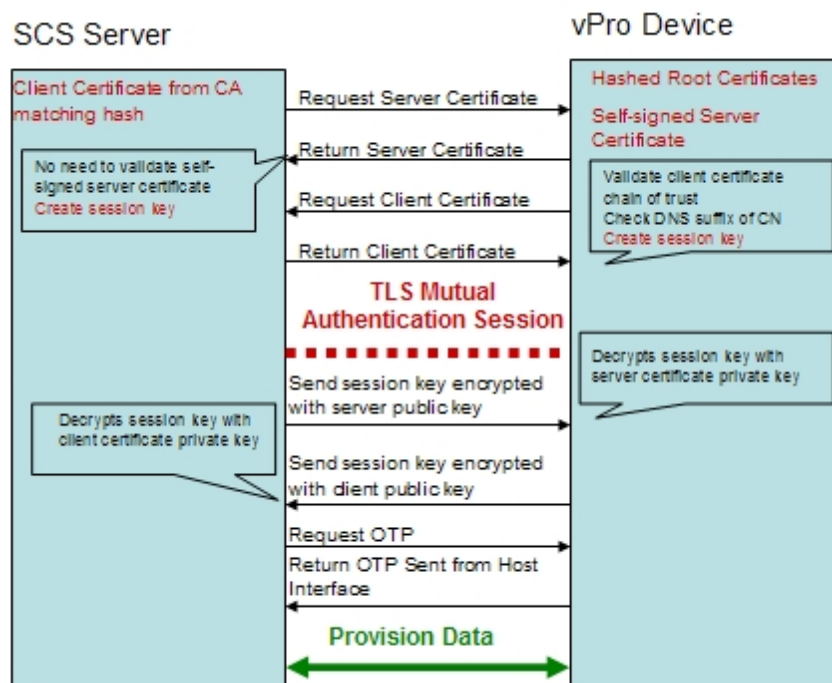 SCS Server
vPro Device
Client Certificate from CA
matching hash
Hashed Root Certificates
Self-signed Server
Certificate
Request Server Certificate
Return Server Certificate
No need to validate self-
signed server certificate
Create session key
Validate client certificate
chain of trust
Check DNS suffix of CN
Create session key
Request Client Certificate
Return Client Certificate
TLS Mutual
Authentication Session
Decrypts session key with
server certificate private key
Send session key encrypted
with server public key
Decrypts session key with
client certificate private key
Send session key encrypted
with client public key
Request OTP
Return OTP Sent from Host
Interface
Provision Data